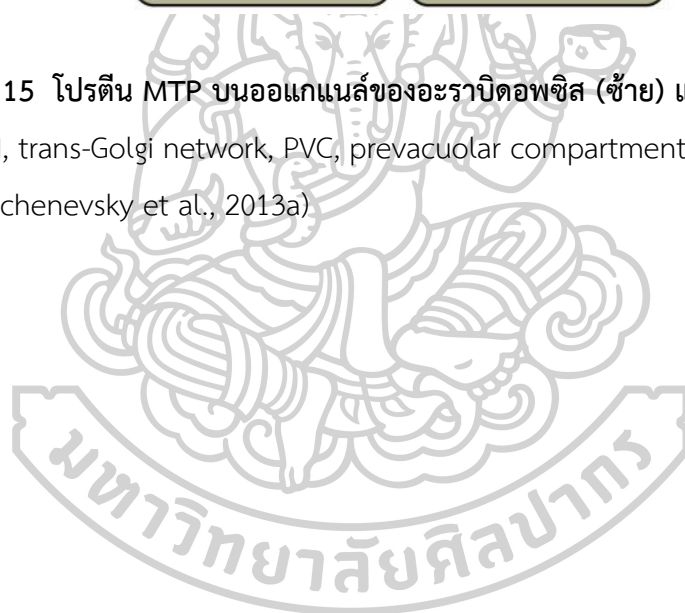 15 โปรตีน MTP บนออแกแนล์ของอะราบิดอพซิส (ซ้าย)
, trans-Golgi network, PVC, prevacuolar compartment
chenevsky et al., 2013a)
มหาวิทยาลัยศิลปากร